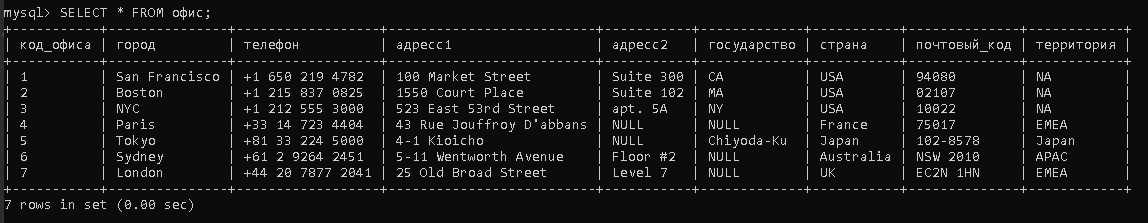 mysql> SELECT * FROM офис;
+-----------+---------------+------------------+--------------------------+-----------+-------------+-----------+--------------+------------+
| код_офиса | город | телефон | адресс1 | адресс2 | государство | страна | почтовый_код | территория |
+-----------+---------------+------------------+--------------------------+-----------+-------------+-----------+--------------+------------+
| 1 | San Francisco | +1 650 219 4782 | 100 Market Street | Suite 300 | CA | USA | 94080 | NA |
| 2 | Boston | +1 215 837 0825 | 1550 Court Place | Suite 102 | MA | USA | 02107 | NA |
| 3 | NYC | +1 212 555 3000 | 523 East 53rd Street | apt. 5A | NY | USA | 10022 | NA |
| 4 | Paris | +33 14 723 4404 | 43 Rue Jouffroy D'abbans | NULL | NULL | France | 75017 | EMEA |
| 5 | Tokyo | +81 33 224 5000 | 4-1 Kioicho | NULL | Chiyoda-Ku | Japan | 102-8578 | Japan |
| 6 | Sydney | +61 2 9264 2451 | 5-11 Wentworth Avenue | Floor #2 | NULL | Australia | NSW 2010 | APAC |
| 7 | London | +44 20 7877 2041 | 25 Old Broad Street | Level 7 | NULL | UK | EC2N 1HN | EMEA |
+-----------+---------------+------------------+--------------------------+-----------+-------------+-----------+--------------+------------+
7 rows in set (0.00 sec)